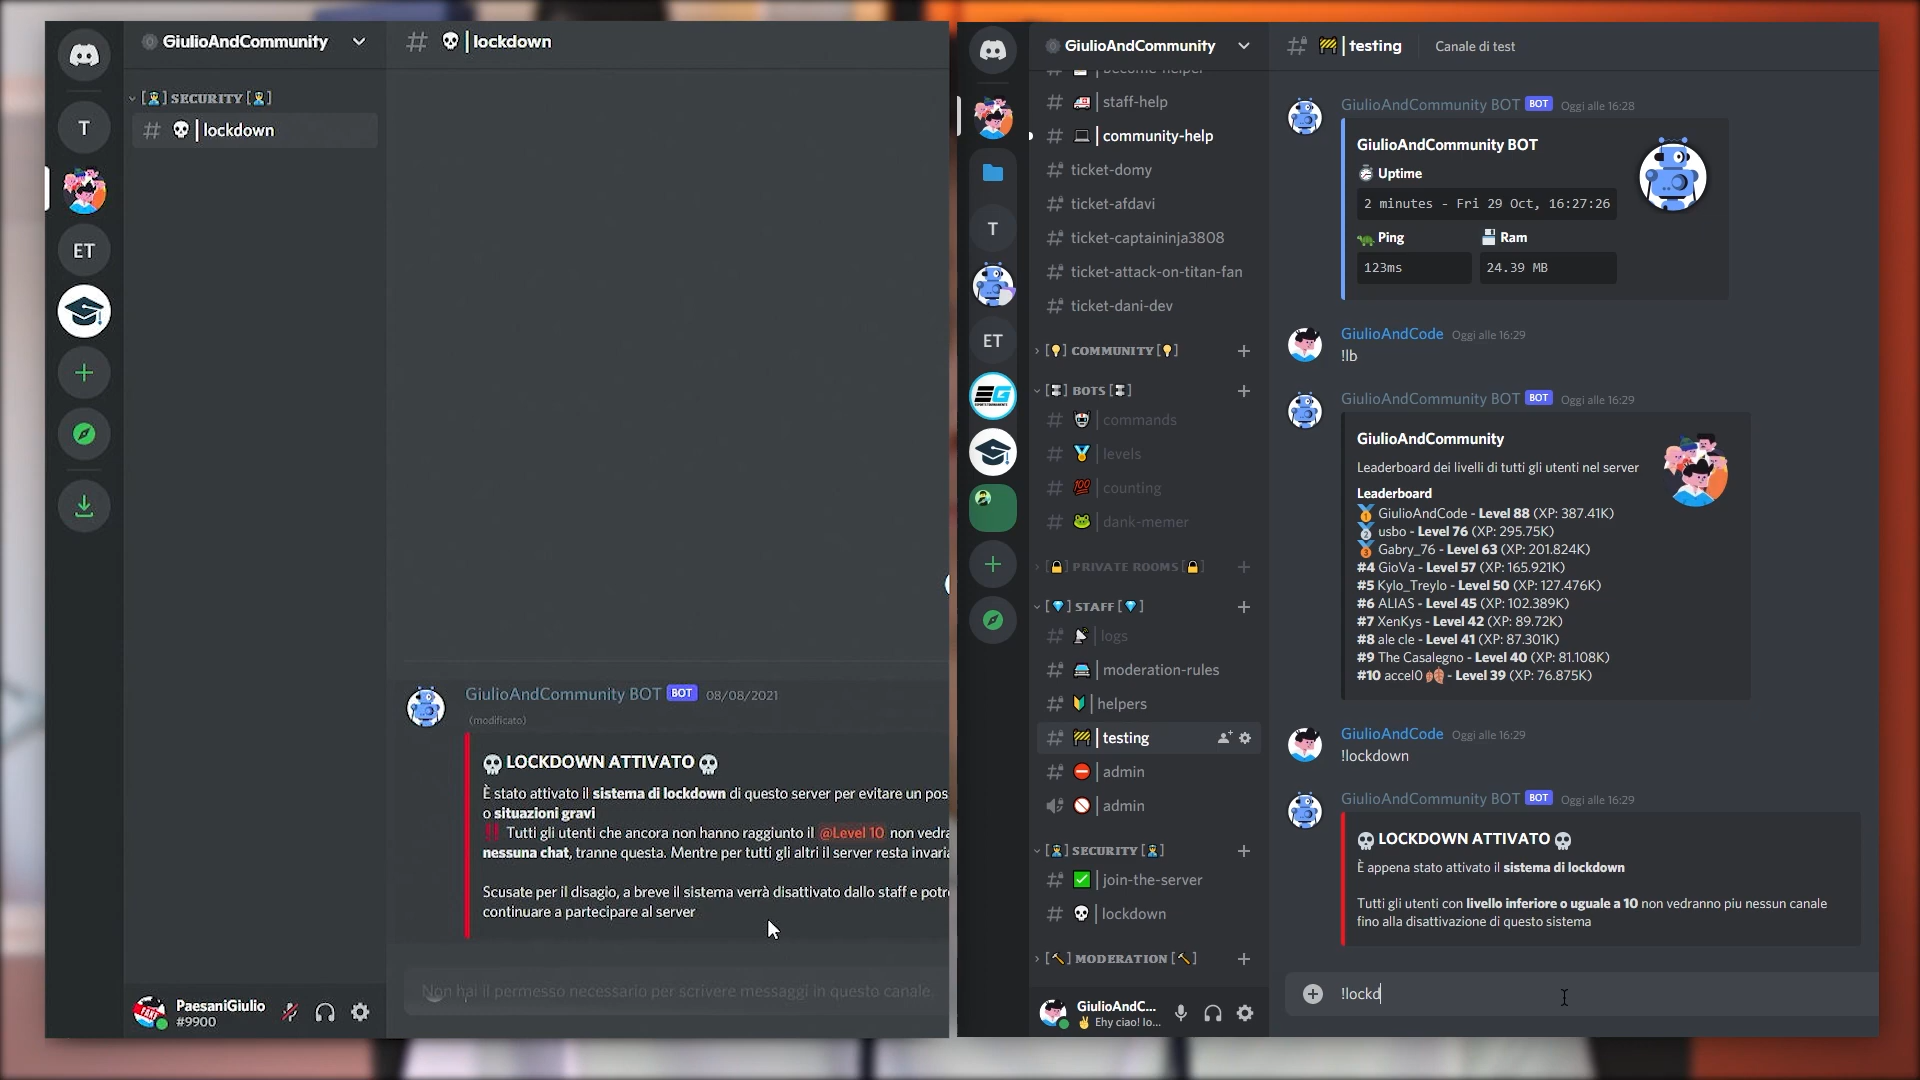 GiulioAndCommunity
[👮] SECURITY [👮]
💀|lockdown
T
ET
💀|lockdown
GiulioAndCommunity BOT BOT 08/08/2021
(modificato)
💀 LOCKDOWN ATTIVATO 💀
È stato attivato il sistema di lockdown di questo server per evitare un pos
o situazioni gravi
‼ Tutti gli utenti che ancora non hanno raggiunto il @Level 10 non vedra
nessuna chat, tranne questa. Mentre per tutti gli altri il server resta invaria
Scusate per il disagio, a breve il sistema verrà disattivato dallo staff e potre
continuare a partecipare al server
Non hai il permesso necessario per scrivere messaggi in questo canale.
PaesaniGiulio
#9900
GiulioAndCommunity
become-helper
staff-help
community-help
ticket-domy
ticket-afdavi
ticket-captaininja3808
ticket-attack-on-titan-fan
ticket-dani-dev
[💡] COMMUNITY [💡]
[🤖] BOTS [🤖]
commands
levels
counting
dank-memer
[🔒] PRIVATE ROOMS [🔒]
[💎] STAFF [💎]
logs
moderation-rules
helpers
testing
admin
admin
[👮] SECURITY [👮]
join-the-server
lockdown
[🔨] MODERATION [🔨]
T
ET
EG
GiulioAndC...
✌ Ehy ciao! Io...
🚧|testing Canale di test
GiulioAndCommunity BOT BOT Oggi alle 16:28
GiulioAndCommunity BOT
Uptime
2 minutes - Fri 29 Oct, 16:27:26
Ping Ram
123ms 24.39 MB
GiulioAndCode Oggi alle 16:29
!lb
GiulioAndCommunity BOT BOT Oggi alle 16:29
GiulioAndCommunity
Leaderboard dei livelli di tutti gli utenti nel server
Leaderboard
🥇 GiulioAndCode - Level 88 (XP: 387.41K)
🥈 usbo - Level 76 (XP: 295.75K)
🥉 Gabry_76 - Level 63 (XP: 201.824K)
#4 GioVa - Level 57 (XP: 165.921K)
#5 Kylo_Treylo - Level 50 (XP: 127.476K)
#6 ALIAS - Level 45 (XP: 102.389K)
#7 XenKys - Level 42 (XP: 89.72K)
#8 ale cle - Level 41 (XP: 87.301K)
#9 The Casalegno - Level 40 (XP: 81.108K)
#10 accel0 - Level 39 (XP: 76.875K)
GiulioAndCode Oggi alle 16:29
!lockdown
GiulioAndCommunity BOT BOT Oggi alle 16:29
💀 LOCKDOWN ATTIVATO 💀
È appena stato attivato il sistema di lockdown
Tutti gli utenti con livello inferiore o uguale a 10 non vedranno piu nessun canale
fino alla disattivazione di questo sistema
!lockd